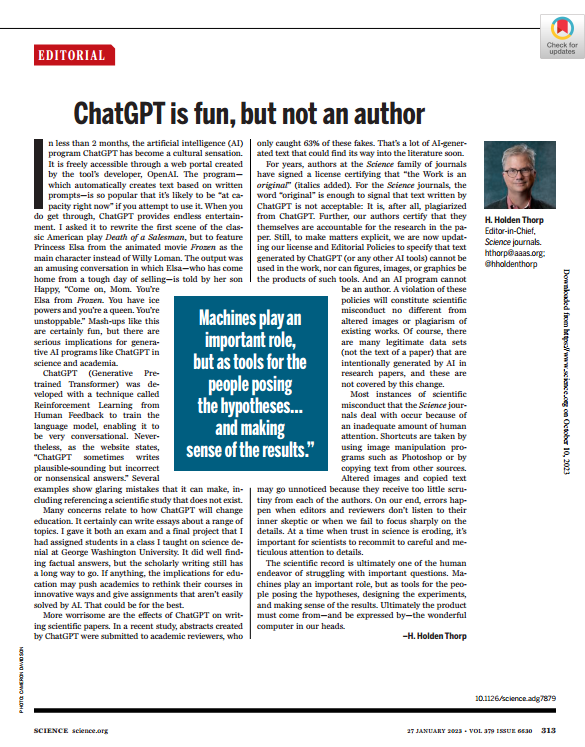 Check for
updates
EDITORIAL
ChatGPT is fun, but not an author
In less than 2 months, the artificial intelligence (AI)
program ChatGPT has become a cultural sensation.
It is freely accessible through a web portal created
by the tool's developer, OpenAI. The program—
which automatically creates text based on written
prompts—is so popular that it's likely to be "at ca-
pacity right now" if you attempt to use it. When you
do get through, ChatGPT provides endless entertain-
ment. I asked it to rewrite the first scene of the clas-
sic American play Death of a Salesman, but to feature
Princess Elsa from the animated movie Frozen as the
main character instead of Willy Loman. The output was
an amusing conversation in which Elsa—who has come
home from a tough day of selling—is told by her son
Happy, "Come on, Mom. You're
Elsa from Frozen. You have ice
powers and you're a queen. You're
unstoppable." Mash-ups like this
are certainly fun, but there are
serious implications for genera-
tive AI programs like ChatGPT in
science and academia.
ChatGPT (Generative Pre-
trained Transformer) was de-
veloped with a technique called
Reinforcement Learning from
Human Feedback to train the
language model, enabling it to
be very conversational. Never-
theless, as the website states,
"ChatGPT sometimes writes
plausible-sounding but incorrect
or nonsensical answers." Several
examples show glaring mistakes that it can make, in-
cluding referencing a scientific study that does not exist.
Many concerns relate to how ChatGPT will change
education. It certainly can write essays about a range of
topics. I gave it both an exam and a final project that I
had assigned students in a class I taught on science de-
nial at George Washington University. It did well find-
ing factual answers, but the scholarly writing still has
a long way to go. If anything, the implications for edu-
cation may push academics to rethink their courses in
innovative ways and give assignments that aren't easily
solved by AI. That could be for the best.
More worrisome are the effects of ChatGPT on writ-
ing scientific papers. In a recent study, abstracts created
by ChatGPT were submitted to academic reviewers, who
only caught 63% of these fakes. That's a lot of AI-gener-
ated text that could find its way into the literature soon.
For years, authors at the Science family of journals
have signed a license certifying that "the Work is an
original" (italics added). For the Science journals, the
word "original" is enough to signal that text written by
ChatGPT is not acceptable: It is, after all, plagiarized
from ChatGPT. Further, our authors certify that they
themselves are accountable for the research in the pa-
per. Still, to make matters explicit, we are now updat-
ing our license and Editorial Policies to specify that text
generated by ChatGPT (or any other AI tools) cannot be
used in the work, nor can figures, images, or graphics be
the products of such tools. And an AI program cannot
be an author. A violation of these
policies will constitute scientific
misconduct no different from
altered images or plagiarism of
existing works. Of course, there
are many legitimate data sets
(not the text of a paper) that are
intentionally generated by AI in
research papers, and these are
not covered by this change.
Most instances of scientific
misconduct that the Science jour-
nals deal with occur because of
an inadequate amount of human
attention. Shortcuts are taken by
using image manipulation pro-
grams such as Photoshop or by
copying text from other sources.
Altered images and copied text
may go unnoticed because they receive too little scru-
tiny from each of the authors. On our end, errors hap-
pen when editors and reviewers don't listen to their
inner skeptic or when we fail to focus sharply on the
details. At a time when trust in science is eroding, it's
important for scientists to recommit to careful and me-
ticulous attention to details.
The scientific record is ultimately one of the human
endeavor of struggling with important questions. Ma-
chines play an important role, but as tools for the peo-
ple posing the hypotheses, designing the experiments,
and making sense of the results. Ultimately the product
must come from—and be expressed by—the wonderful
computer in our heads.
–H. Holden Thorp
Machines play an
important role,
but as tools for the
people posing
the hypotheses…
and making
sense of the results."
H. Holden Thorp
Editor-in-Chief,
Science journals.
hthorp@aaas.org;
@hholdenthorp
Downloaded from https://www.science.org on October 10, 2023
PHOTO: CAMERON DAVIDSON
10.1126/science.adg7879
SCIENCE science.org
27 JANUARY 2023 • VOL 379 ISSUE 6630 313